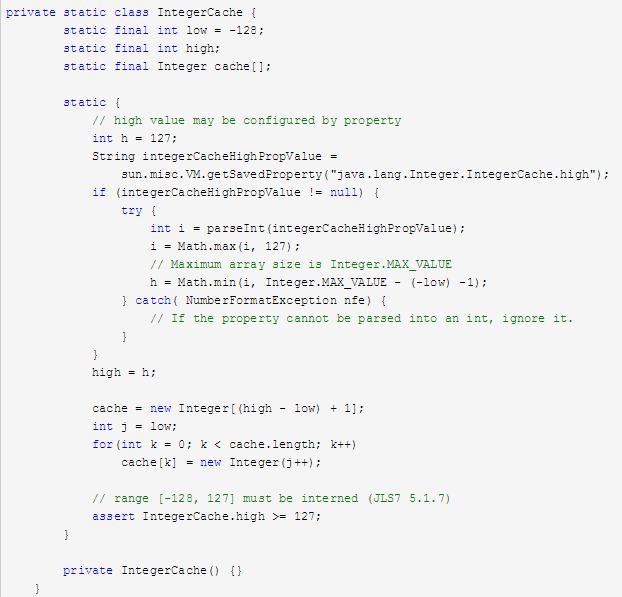 private static class IntegerCache {
        static final int low = -128;
        static final int high;
        static final Integer cache[];

        static {
            // high value may be configured by property
            int h = 127;
            String integerCacheHighPropValue =
                sun.misc.VM.getSavedProperty("java.lang.Integer.IntegerCache.high");
            if (integerCacheHighPropValue != null) {
                try {
                    int i = parseInt(integerCacheHighPropValue);
                    i = Math.max(i, 127);
                    // Maximum array size is Integer.MAX_VALUE
                    h = Math.min(i, Integer.MAX_VALUE - (-low) -1);
                } catch( NumberFormatException nfe) {
                    // If the property cannot be parsed into an int, ignore it.
                }
            }
            high = h;

            cache = new Integer[(high - low) + 1];
            int j = low;
            for(int k = 0; k < cache.length; k++)
                cache[k] = new Integer(j++);

            // range [-128, 127] must be interned (JLS7 5.1.7)
            assert IntegerCache.high >= 127;
        }

        private IntegerCache() {}
    }